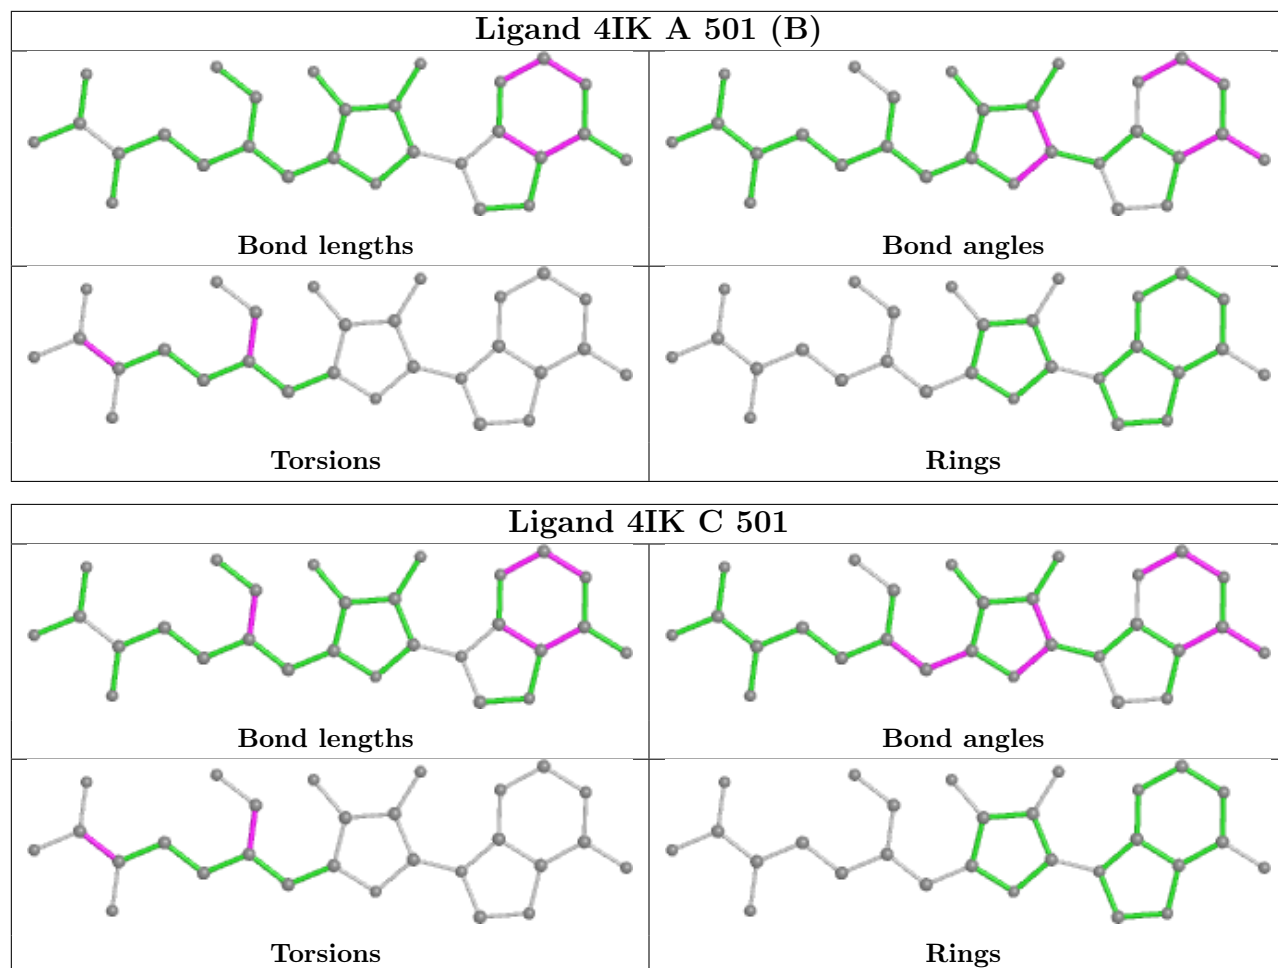 Ligand 4IK A 501 (B)
Bond lengths
Bond angles
Torsions
Rings
Ligand 4IK C 501
Bond lengths
Bond angles
Torsions
Rings